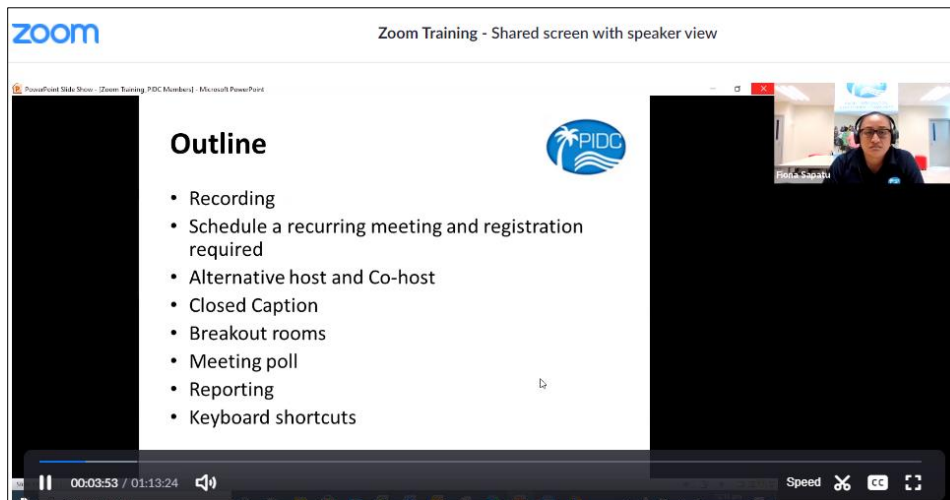 zoom
Zoom Training - Shared screen with speaker view
PowerPoint Slide Show - [Zoom Training_PIDC Members] - Microsoft PowerPoint
Outline
PIDC
• Recording
• Schedule a recurring meeting and registration
required
• Alternative host and Co-host
• Closed Caption
• Breakout rooms
• Meeting poll
• Reporting
• Keyboard shortcuts
Fiona Sapatu
00:03:53 / 01:13:24
Speed
CC